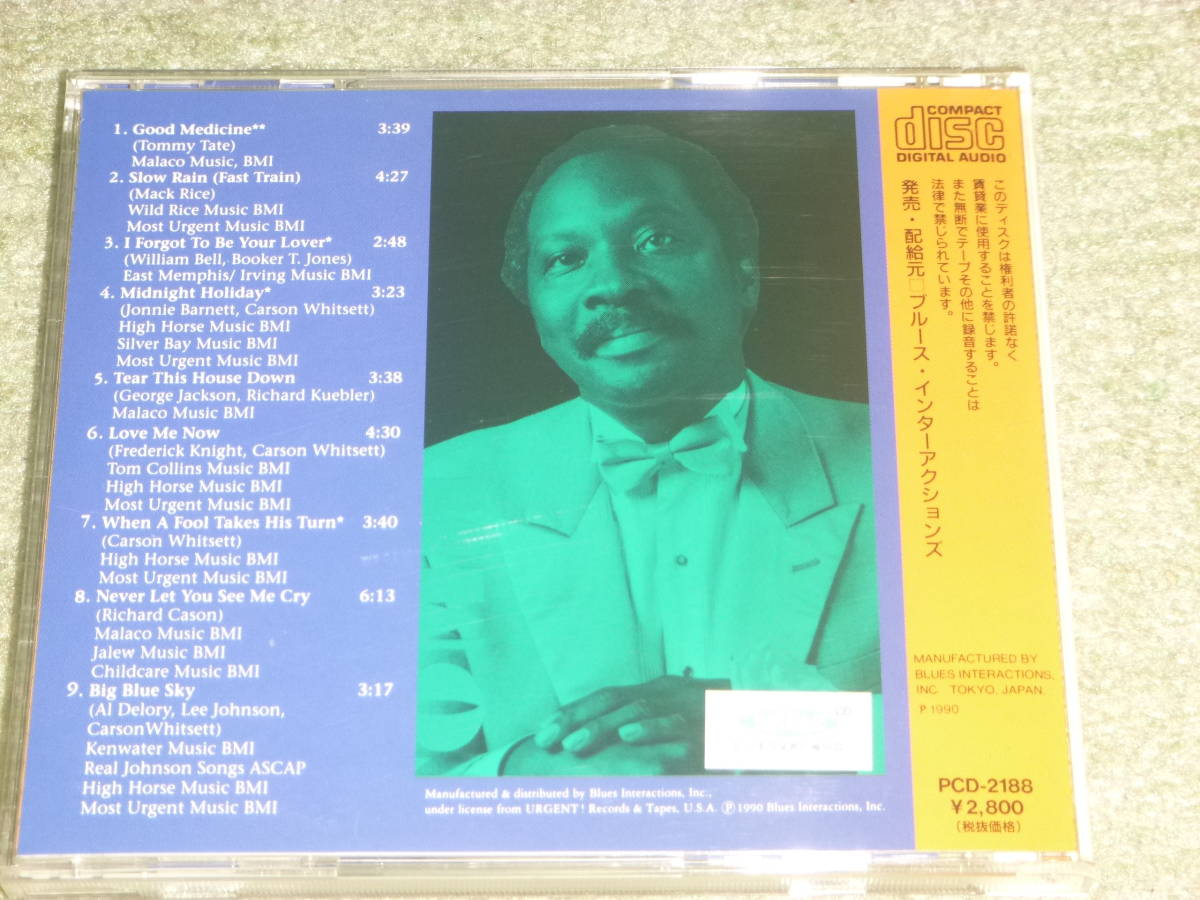 1. Good Medicine** 3:39
(Tommy Tate)
Malaco Music, BMI
2. Slow Rain (Fast Train) 4:27
(Mack Rice)
Wild Rice Music BMI
Most Urgent Music BMI
3. I Forgot To Be Your Lover* 2:48
(William Bell, Booker T. Jones)
East Memphis/ Irving Music BMI
4. Midnight Holiday* 3:23
(Jonnie Barnett, Carson Whitsett)
High Horse Music BMI
Silver Bay Music BMI
Most Urgent Music BMI
5. Tear This House Down 3:38
(George Jackson, Richard Kuebler)
Malaco Music BMI
6. Love Me Now 4:30
(Frederick Knight, Carson Whitsett)
Tom Collins Music BMI
High Horse Music BMI
Most Urgent Music BMI
7. When A Fool Takes His Turn* 3:40
(Carson Whitsett)
High Horse Music BMI
Most Urgent Music BMI
8. Never Let You See Me Cry 6:13
(Richard Cason)
Malaco Music BMI
Jalew Music BMI
Childcare Music BMI
9. Big Blue Sky 3:17
(Al Delory, Lee Johnson,
CarsonWhitsett)
Kenwater Music BMI
Real Johnson Songs ASCAP
High Horse Music BMI
Most Urgent Music BMI
Manufactured & distributed by Blues Interactions, Inc.,
under license from URGENT! Records & Tapes, U.S.A. Ⓟ 1990 Blues Interactions, Inc.
COMPACT
disc
DIGITAL AUDIO
このディスクは権利者の許諾なく
賃貸業に使用することを禁じます。
また無断でテープその他に録音することは
法律で禁じられています。
発売・配給元□ブルース・インターアクションズ
MANUFACTURED BY
BLUES INTERACTIONS,
INC. TOKYO, JAPAN.
P 1990
PCD-2188
¥2,800
(税抜価格)